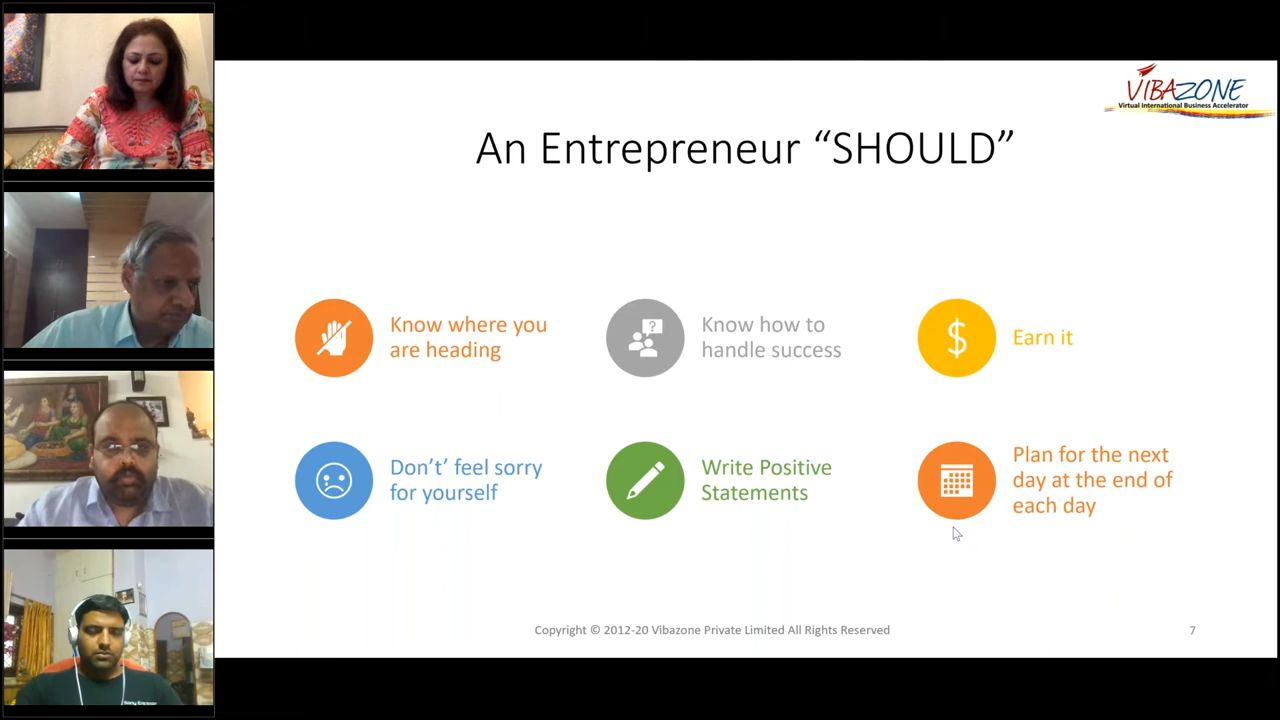 VIBAZONE
Virtual International Business Accelerator
An Entrepreneur “SHOULD”
Know where you
are heading
?
Know how to
handle success
$
Earn it
Don’t’ feel sorry
for yourself
Write Positive
Statements
Plan for the next
day at the end of
each day
Copyright © 2012-20 Vibazone Private Limited All Rights Reserved
7
Sony Ericsson